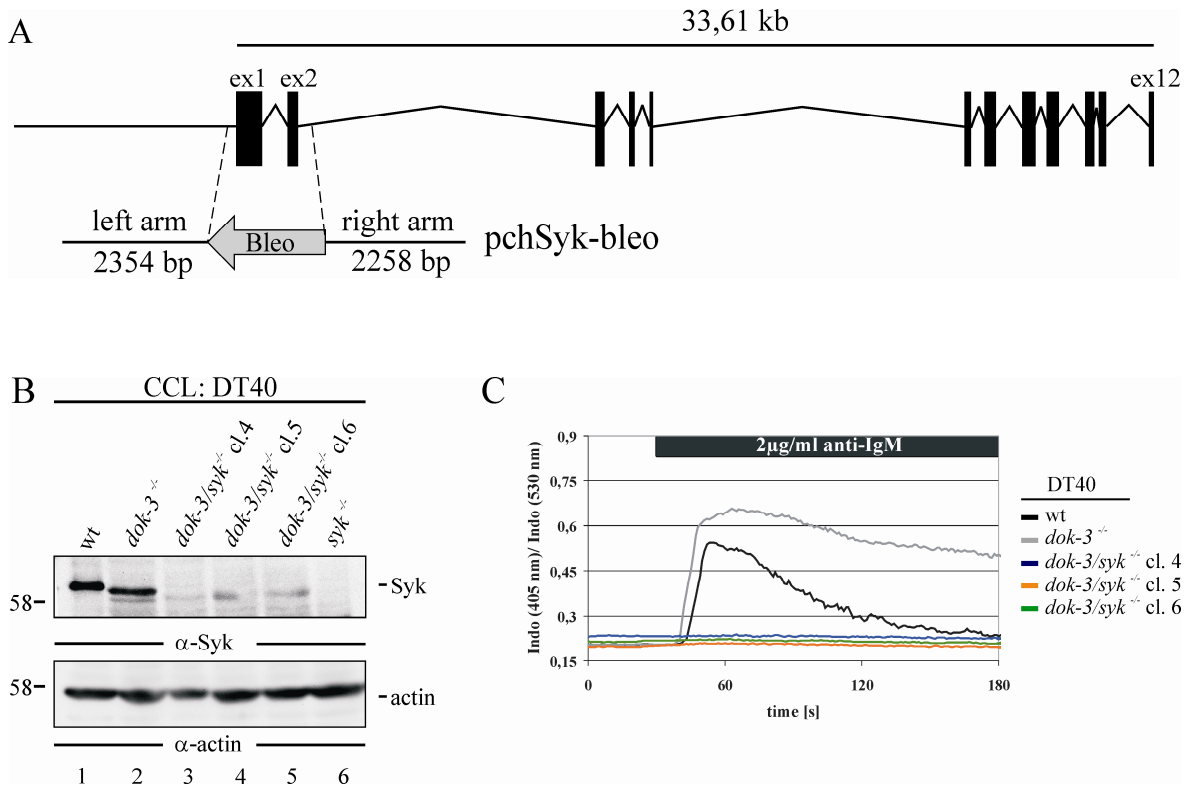 A
33,61 kb
ex1 ex2 ex12
left arm
2354 bp
Bleo
right arm
2258 bp
pchSyk-bleo
B
CCL: DT40
wt
dok-3 -/-
dok-3/syk -/- cl.4
dok-3/syk -/- cl.5
dok-3/syk -/- cl.6
syk -/-
58
Syk
α-Syk
58
actin
α-actin
1 2 3 4 5 6
C
2µg/ml anti-IgM
Indo (405 nm)/ Indo (530 nm)
0,9
0,75
0,6
0,45
0,3
0,15
0 60 120 180
time [s]
DT40
wt
dok-3 -/-
dok-3/syk -/- cl. 4
dok-3/syk -/- cl. 5
dok-3/syk -/- cl. 6